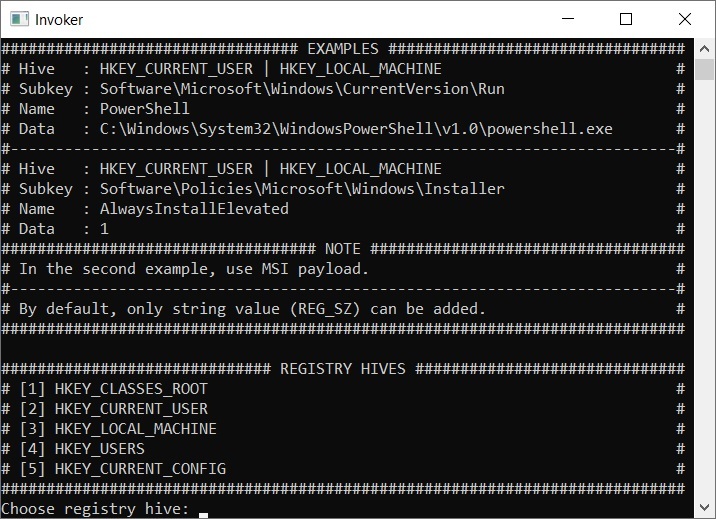 Invoker
################################# EXAMPLES #################################
# Hive   : HKEY_CURRENT_USER | HKEY_LOCAL_MACHINE                          #
# Subkey : Software\Microsoft\Windows\CurrentVersion\Run                   #
# Name   : PowerShell                                                      #
# Data   : C:\Windows\System32\WindowsPowerShell\v1.0\powershell.exe       #
#--------------------------------------------------------------------------#
# Hive   : HKEY_CURRENT_USER | HKEY_LOCAL_MACHINE                          #
# Subkey : Software\Policies\Microsoft\Windows\Installer                   #
# Name   : AlwaysInstallElevated                                           #
# Data   : 1                                                               #
################################### NOTE ###################################
# In the second example, use MSI payload.                                  #
#--------------------------------------------------------------------------#
# By default, only string value (REG_SZ) can be added.                     #
############################################################################
############################## REGISTRY HIVES ##############################
# [1] HKEY_CLASSES_ROOT                                                    #
# [2] HKEY_CURRENT_USER                                                    #
# [3] HKEY_LOCAL_MACHINE                                                   #
# [4] HKEY_USERS                                                           #
# [5] HKEY_CURRENT_CONFIG                                                  #
############################################################################
Choose registry hive: _